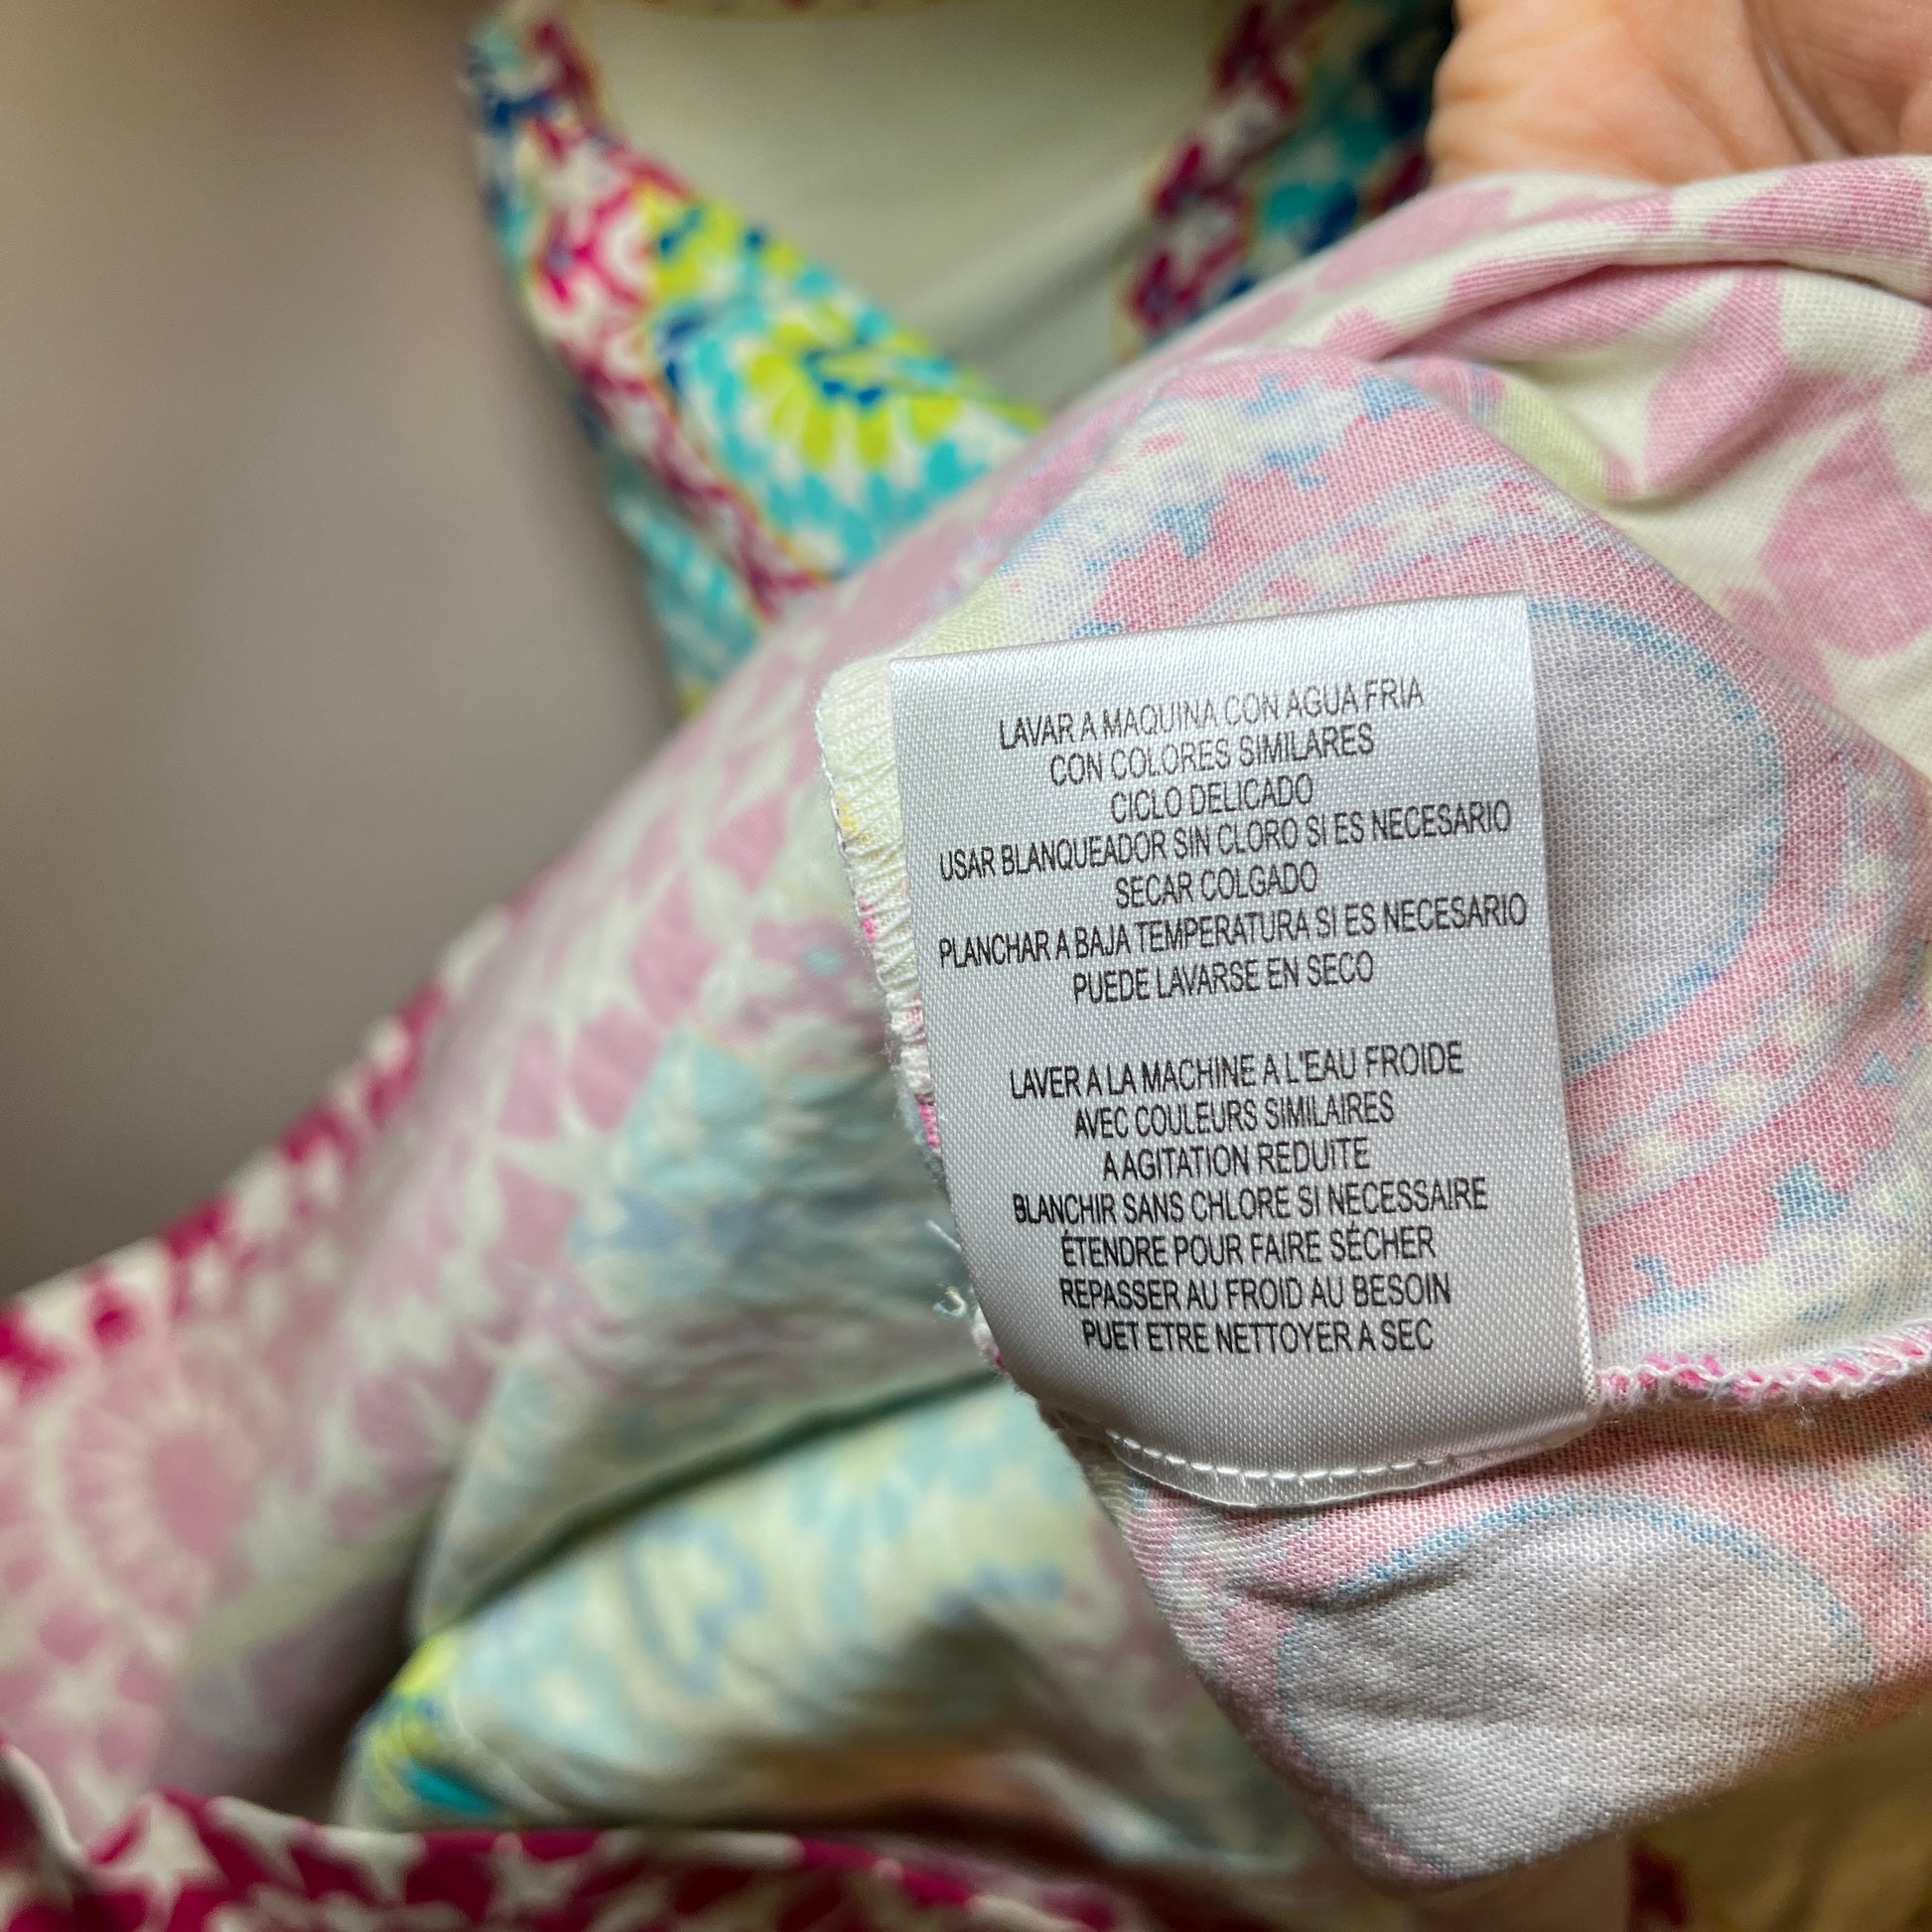 LAVAR A MAQUINA CON AGUA FRIA
CON COLORES SIMILARES
CICLO DELICADO
USAR BLANQUEADOR SIN CLORO SI ES NECESARIO
SECAR COLGADO
PLANCHAR A BAJA TEMPERATURA SI ES NECESARIO
PUEDE LAVARSE EN SECO
LAVER A LA MACHINE A L'EAU FROIDE
AVEC COULEURS SIMILAIRES
A AGITATION REDUITE
BLANCHIR SANS CHLORE SI NECESSAIRE
ÉTENDRE POUR FAIRE SÉCHER
REPASSER AU FROID AU BESOIN
PUET ETRE NETTOYER A SEC